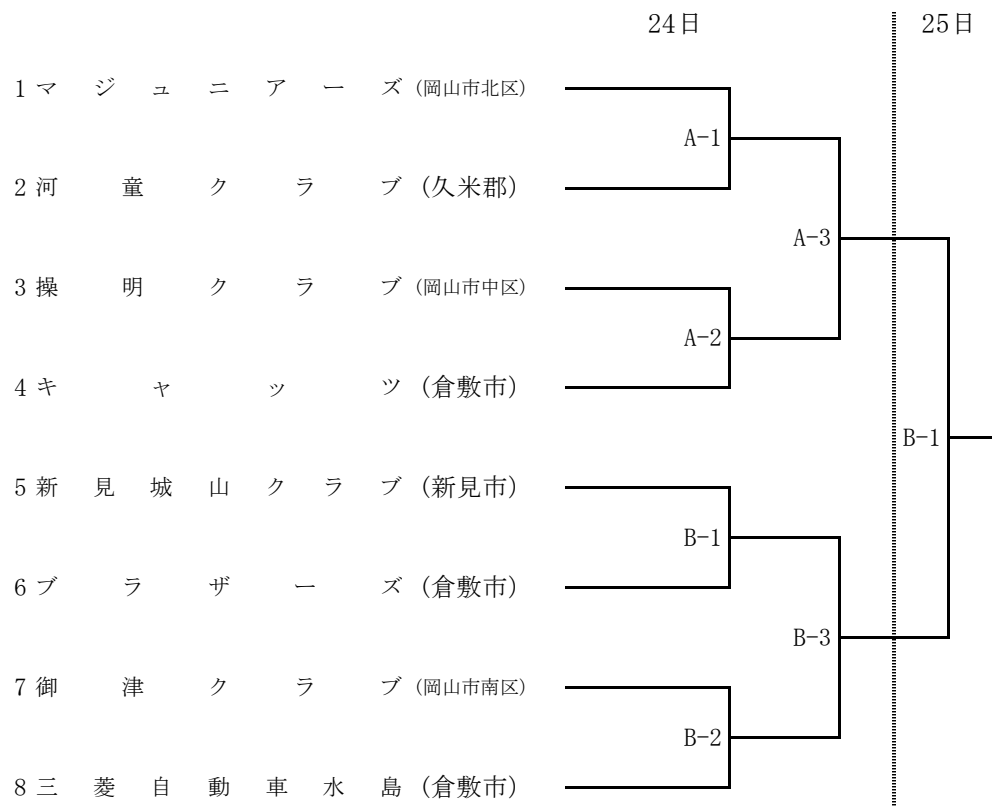 24日 25日
1 マジュニアーズ (岡山市北区)
A-1
2 河童クラブ (久米郡)
A-3
3 操明クラブ (岡山市中区)
A-2
4 キャッツ (倉敷市)
B-1
5 新見城山クラブ (新見市)
B-1
6 ブラザーズ (倉敷市)
B-3
7 御津クラブ (岡山市南区)
B-2
8 三菱自動車水島 (倉敷市)